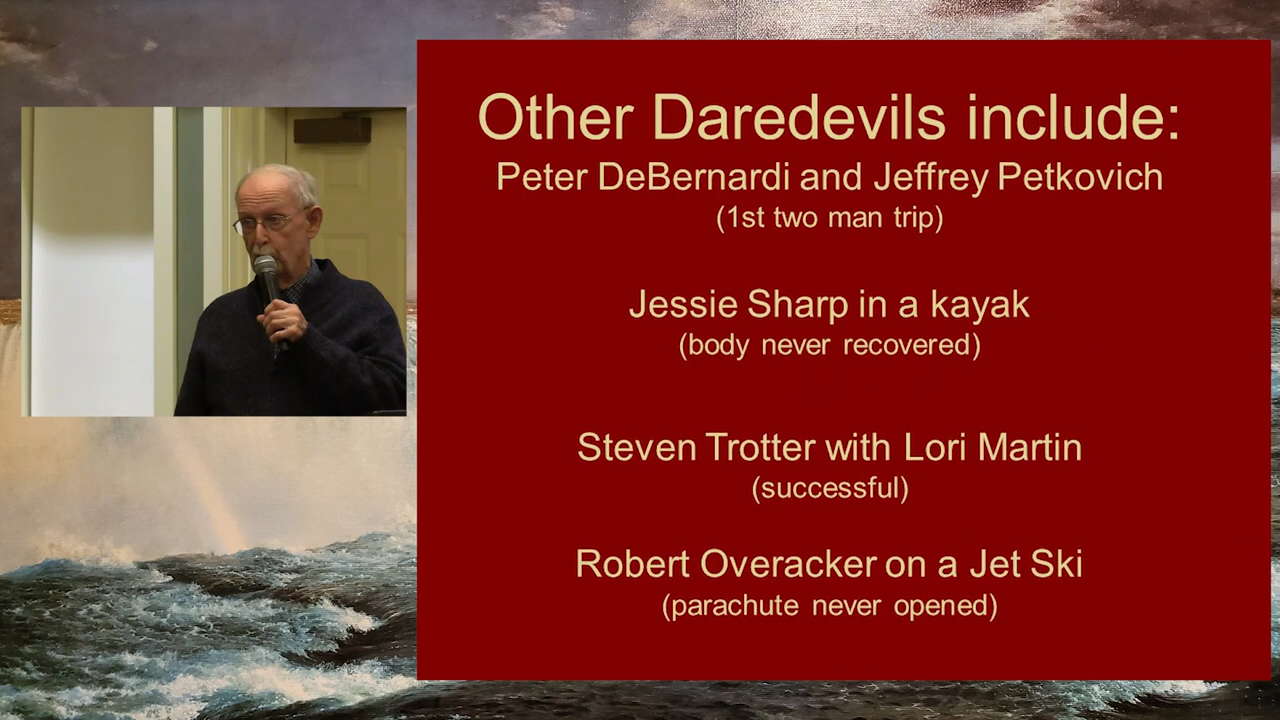 Other Daredevils include:
Peter DeBernardi and Jeffrey Petkovich
(1st two man trip)
Jessie Sharp in a kayak
(body never recovered)
Steven Trotter with Lori Martin
(successful)
Robert Overacker on a Jet Ski
(parachute never opened)